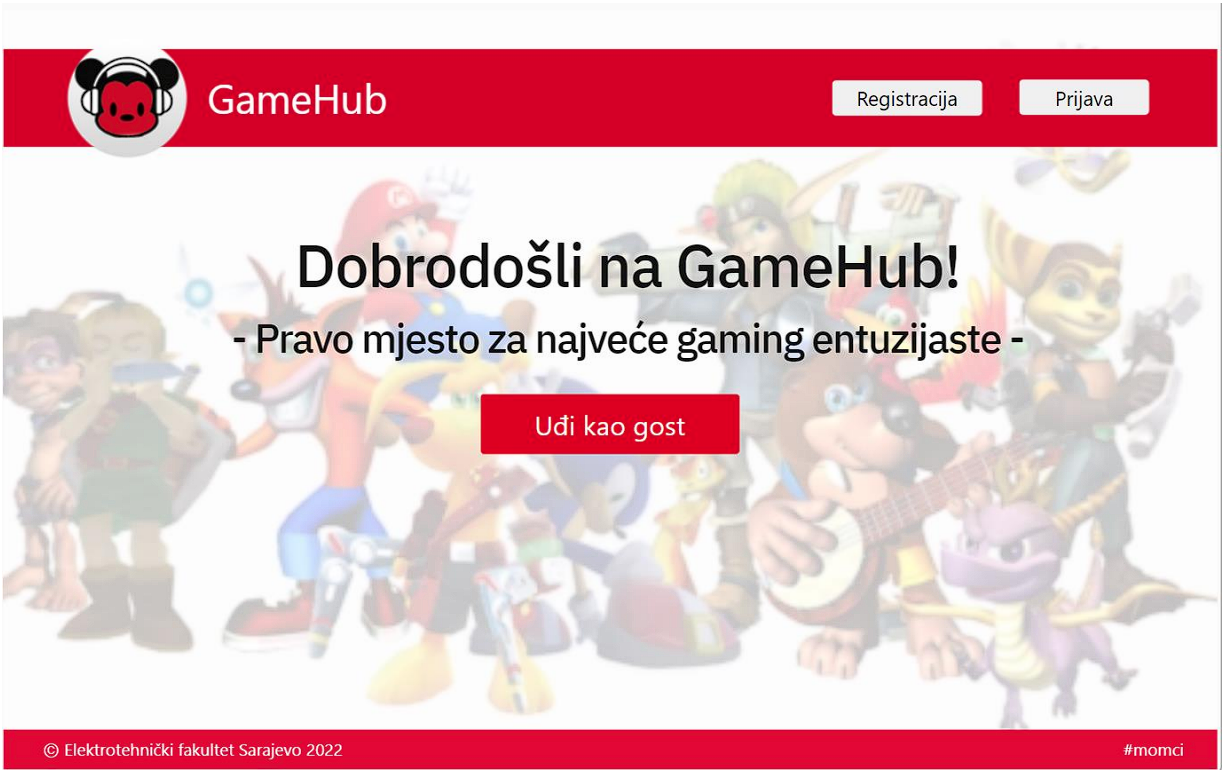 GameHub
Registracija
Prijava
Dobrodošli na GameHub!
- Pravo mjesto za najveće gaming entuzijaste -
Uđi kao gost
© Elektrotehnički fakultet Sarajevo 2022
#momci